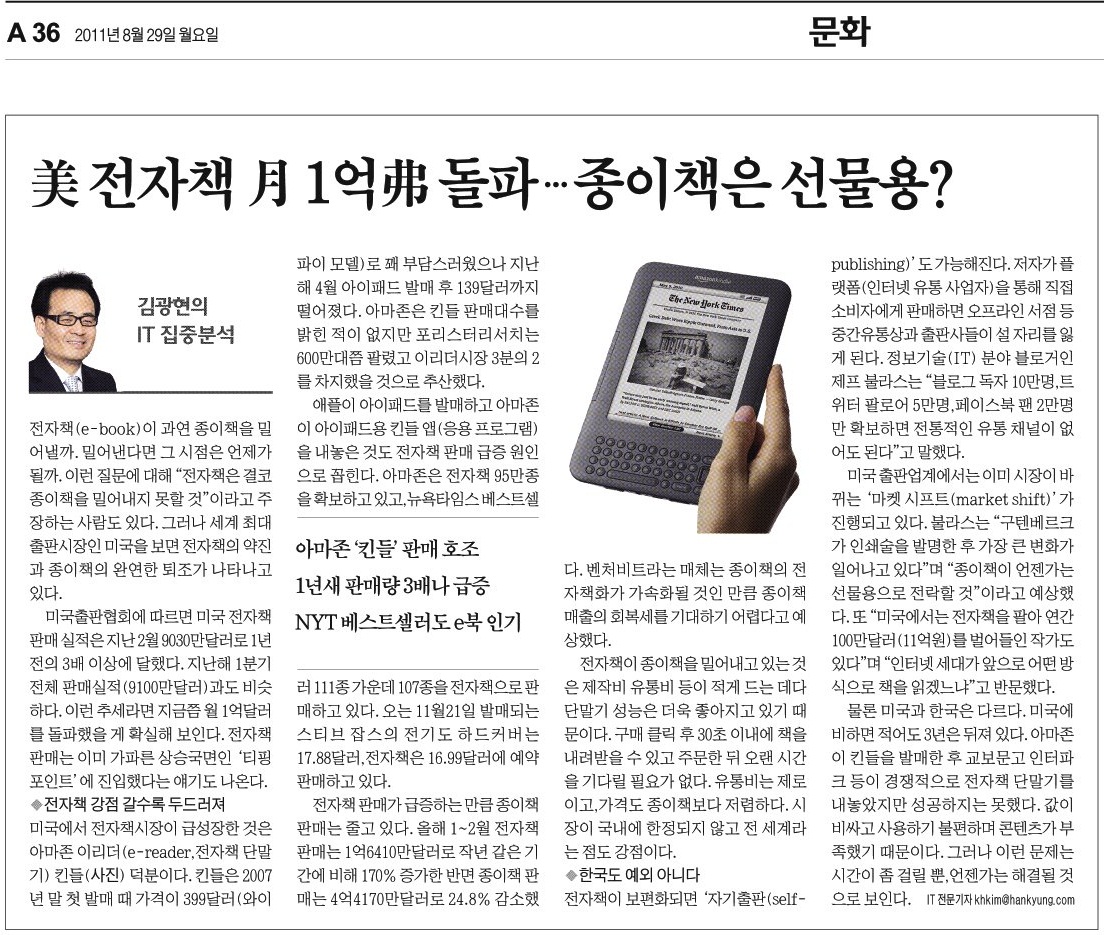 A 36 2011년 8월 29일 월요일
문화
美 전자책 月 1억弗 돌파…종이책은 선물용?
김광현의
IT 집중분석
전자책(e-book)이 과연 종이책을 밀
어낼까. 밀어낸다면 그 시점은 언제가
될까. 이런 질문에 대해 “전자책은 결코
종이책을 밀어내지 못할 것”이라고 주
장하는 사람도 있다. 그러나 세계 최대
출판시장인 미국을 보면 전자책의 약진
과 종이책의 완연한 퇴조가 나타나고
있다.
미국출판협회에 따르면 미국 전자책
판매 실적은 지난 2월 9030만달러로 1년
전의 3배 이상에 달했다. 지난해 1분기
전체 판매실적(9100만달러)과도 비슷
하다. 이런 추세라면 지금쯤 월 1억달러
를 돌파했을 게 확실해 보인다. 전자책
판매는 이미 가파른 상승국면인 ‘티핑
포인트’에 진입했다는 얘기도 나온다.
◆전자책 강점 갈수록 두드러져
미국에서 전자책시장이 급성장한 것은
아마존 이리더(e-reader,전자책 단말
기) 킨들(사진) 덕분이다. 킨들은 2007
년 말 첫 발매 때 가격이 399달러(와이
파이 모델)로 꽤 부담스러웠으나 지난
해 4월 아이패드 발매 후 139달러까지
떨어졌다. 아마존은 킨들 판매대수를
밝힌 적이 없지만 포리스터리서치는
600만대쯤 팔렸고 이리더시장 3분의 2
를 차지했을 것으로 추산했다.
애플이 아이패드를 발매하고 아마존
이 아이패드용 킨들 앱(응용 프로그램)
을 내놓은 것도 전자책 판매 급증 원인
으로 꼽힌다. 아마존은 전자책 95만종
을 확보하고 있고,뉴욕타임스 베스트셀
아마존 ‘킨들’ 판매 호조
1년새 판매량 3배나 급증
NYT 베스트셀러도 e북 인기
러 111종 가운데 107종을 전자책으로 판
매하고 있다. 오는 11월21일 발매되는
스티브 잡스의 전기도 하드커버는
17.88달러,전자책은 16.99달러에 예약
판매하고 있다.
전자책 판매가 급증하는 만큼 종이책
판매는 줄고 있다. 올해 1~2월 전자책
판매는 1억6410만달러로 작년 같은 기
간에 비해 170% 증가한 반면 종이책 판
매는 4억4170만달러로 24.8% 감소했
amazonkindle
The New York Times
다. 벤처비트라는 매체는 종이책의 전
자책화가 가속화될 것인 만큼 종이책
매출의 회복세를 기대하기 어렵다고 예
상했다.
전자책이 종이책을 밀어내고 있는 것
은 제작비 유통비 등이 적게 드는 데다
단말기 성능은 더욱 좋아지고 있기 때
문이다. 구매 클릭 후 30초 이내에 책을
내려받을 수 있고 주문한 뒤 오랜 시간
을 기다릴 필요가 없다. 유통비는 제로
이고,가격도 종이책보다 저렴하다. 시
장이 국내에 한정되지 않고 전 세계라
는 점도 강점이다.
◆한국도 예외 아니다
전자책이 보편화되면 ‘자기출판(self-
publishing)’도 가능해진다. 저자가 플
랫폼(인터넷 유통 사업자)을 통해 직접
소비자에게 판매하면 오프라인 서점 등
중간유통상과 출판사들이 설 자리를 잃
게 된다. 정보기술(IT) 분야 블로거인
제프 불라스는 “블로그 독자 10만명,트
위터 팔로어 5만명,페이스북 팬 2만명
만 확보하면 전통적인 유통 채널이 없
어도 된다”고 말했다.
미국 출판업계에서는 이미 시장이 바
뀌는 ‘마켓 시프트(market shift)’가
진행되고 있다. 불라스는 “구텐베르크
가 인쇄술을 발명한 후 가장 큰 변화가
일어나고 있다”며 “종이책이 언젠가는
선물용으로 전락할 것”이라고 예상했
다. 또 “미국에서는 전자책을 팔아 연간
100만달러(11억원)를 벌어들인 작가도
있다”며 “인터넷 세대가 앞으로 어떤 방
식으로 책을 읽겠느냐”고 반문했다.
물론 미국과 한국은 다르다. 미국에
비하면 적어도 3년은 뒤져 있다. 아마존
이 킨들을 발매한 후 교보문고 인터파
크 등이 경쟁적으로 전자책 단말기를
내놓았지만 성공하지는 못했다. 값이
비싸고 사용하기 불편하며 콘텐츠가 부
족했기 때문이다. 그러나 이런 문제는
시간이 좀 걸릴 뿐,언젠가는 해결될 것
으로 보인다. IT 전문기자 khkim@hankyung.com